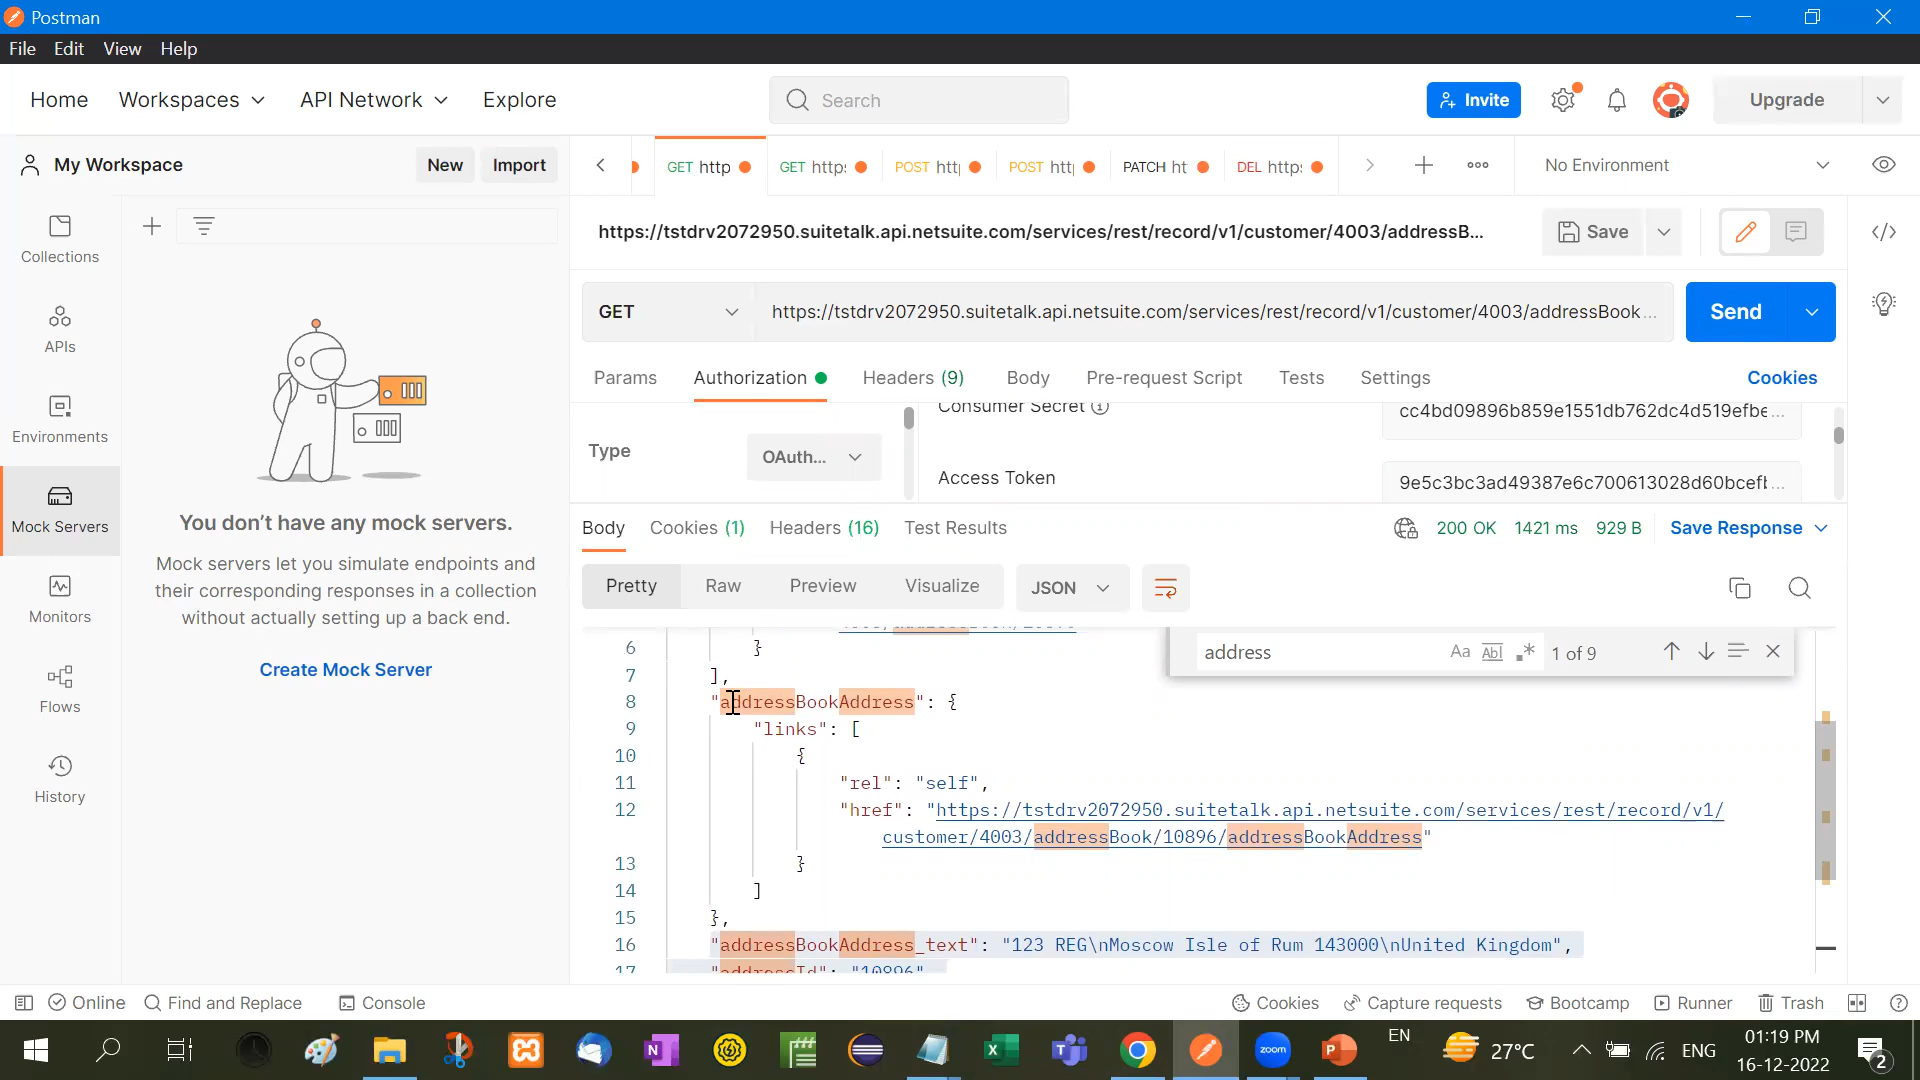 Postman
File Edit View Help
Home Workspaces API Network Explore
Search
Invite
Upgrade
My Workspace
New Import
GET http
GET https
POST http
POST http
PATCH ht
DEL https
No Environment
https://tstdrv2072950.suitetalk.api.netsuite.com/services/rest/record/v1/customer/4003/addressB...
Save
GET
https://tstdrv2072950.suitetalk.api.netsuite.com/services/rest/record/v1/customer/4003/addressBook...
Send
Params Authorization Headers (9) Body Pre-request Script Tests Settings Cookies
Type
OAuth...
Consumer Secret
cc4bd09896b859e1551db762dc4d519efbe...
Access Token
9e5c3bc3ad49387e6c700613028d60bcef...
Collections
APIs
Environments
Mock Servers
Monitors
Flows
History
You don't have any mock servers.
Mock servers let you simulate endpoints and
their corresponding responses in a collection
without actually setting up a back end.
Create Mock Server
Body Cookies (1) Headers (16) Test Results
200 OK 1421 ms 929 B Save Response
Pretty Raw Preview Visualize JSON
address
Aa Abl .* 1 of 9
6 }
7 ],
8 "addressBookAddress": {
9 "links": [
10 {
11 "rel": "self",
12 "href": "https://tstdrv2072950.suitetalk.api.netsuite.com/services/rest/record/v1/
customer/4003/addressBook/10896/addressBookAddress"
13 }
14 ]
15 },
16 "addressBookAddress_text": "123 REG\nMoscow Isle of Rum 143000\nUnited Kingdom",
17 "addressId": "10896"
Online Find and Replace Console
Cookies Capture requests Bootcamp Runner Trash
zoom
EN
27°C
ENG
01:19 PM
16-12-2022
2